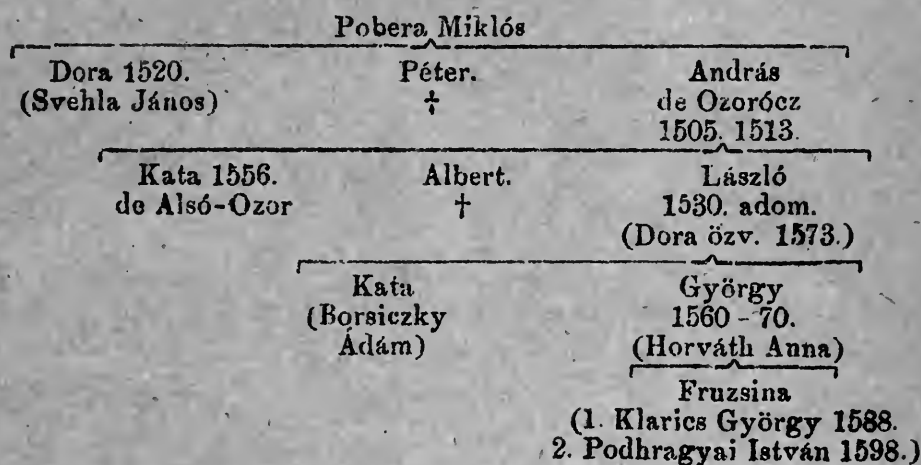 Pobera Miklós
Dora 1520. Péter. András
(Svehla János) † de Ozorócz
1505. 1513.
Kata 1556. Albert. László
de Alsó-Ozor † 1530. adom.
(Dora özv. 1573.)
Kata György
(Borsiczky 1560-70.
Ádám) (Horváth Anna)
Fruzsina
(1. Klarics György 1588.
2. Podhragyai István 1598.)